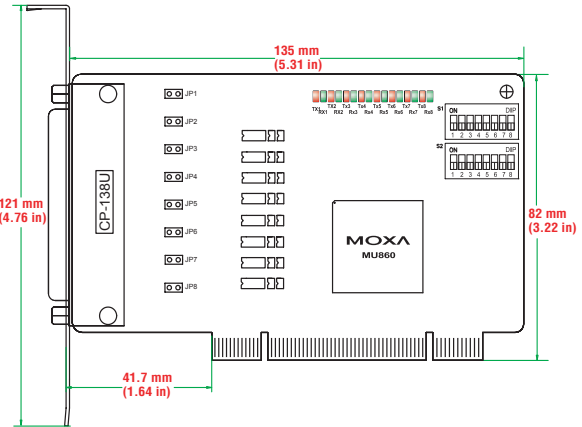 135 mm
(5.31 in)
TX1 TX2 Tx3 Tx4 Tx5 Tx6 Tx7 Tx8
RX1 RX2 Rx3 Rx4 Rx5 Rx6 Rx7 Rx8
S1
ON DIIP
1 2 3 4 5 6 7 8
S2
ON DIIP
1 2 3 4 5 6 7 8
JP1
JP2
JP3
JP4
JP5
JP6
JP7
JP8
121 mm
(4.76 in)
CP-138U
MOXA
MU860
82 mm
(3.22 in)
41.7 mm
(1.64 in)